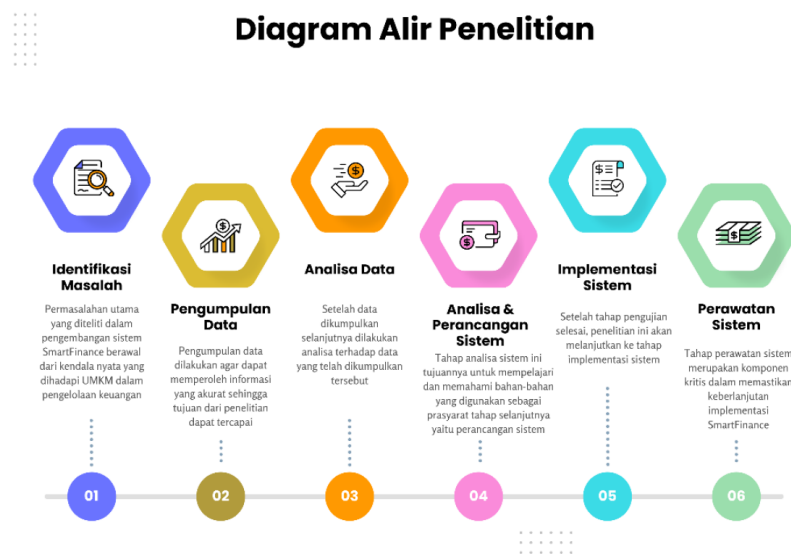 Diagram Alir Penelitian
Identifikasi
Masalah
Permasalahan utama
yang diteliti dalam
pengembangan sistem
SmartFinance berawal
dari kendala nyata yang
dihadapi UMKM dalam
pengelolaan keuangan
01
Pengumpulan
Data
Pengumpulan data
dilakukan agar dapat
memperoleh informasi
yang akurat sehingga
tujuan dari penelitian
dapat tercapai
02
Analisa Data
Setelah data
dikumpulkan
selanjutnya dilakukan
analisa terhadap data
yang telah dikumpulkan
tersebut
03
Analisa &
Perancangan
Sistem
Tahap analisa sistem ini
tujuannya untuk mempelajari
dan memahami bahan-bahan
yang digunakan sebagai
prasyarat tahap selanjutnya
yaitu perancangan sistem
04
Implementasi
Sistem
Setelah tahap pengujian
selesai, penelitian ini akan
melanjutkan ke tahap
implementasi sistem
05
Perawatan
Sistem
Tahap perawatan sistem
merupakan komponen
kritis dalam memastikan
keberlanjutan
implementasi
SmartFinance
06